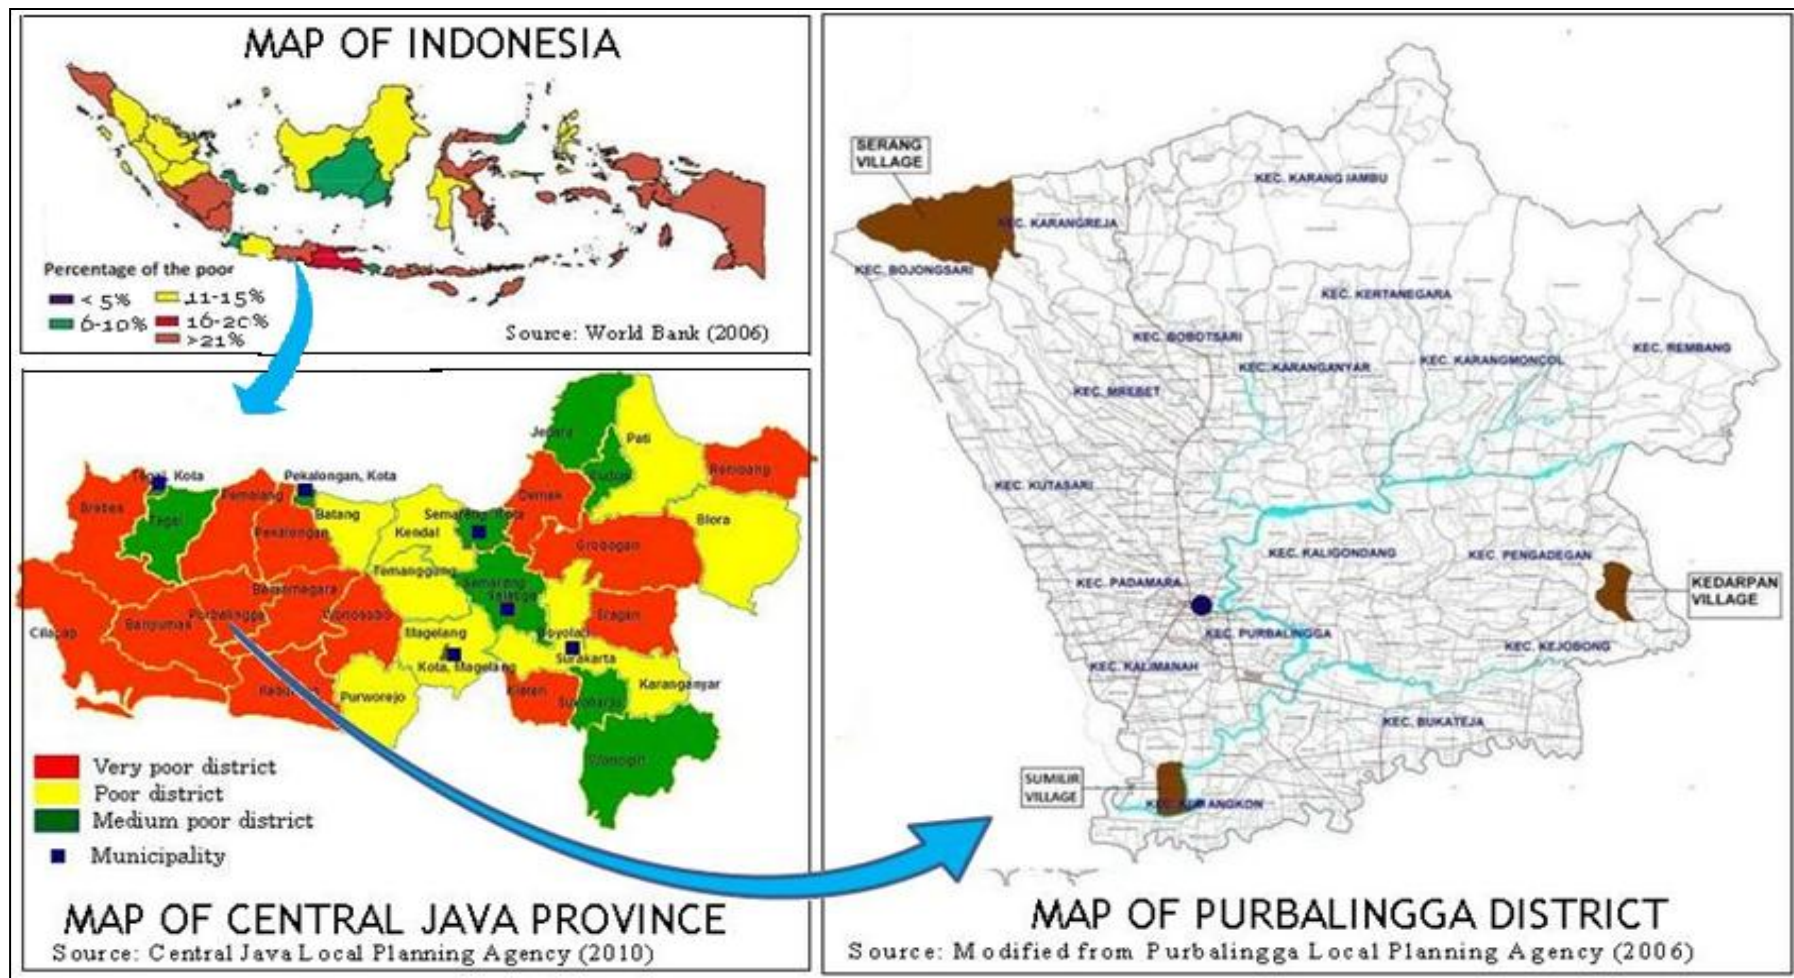 MAP OF INDONESIA
Percentage of the poor
< 5%
11-15%
6-10%
16-20%
>21%
Source: World Bank (2006)
Jepara
Pati
Kudus
Rembang
Tegal, Kota
Pekalongan, Kota
Demak
Brebes
Pemalang
Tegal
Batang
Semarang, Kota
Blora
Pekalongan
Kendal
Grobogan
Temanggung
Semarang
Salatiga
Banjarnegara
Purbalingga
Wonosobo
Sragen
Cilacap
Banyumas
Magelang
Boyolali
Kota, Magelang
Surakarta
Kebumen
Purworejo
Klaten
Karanganyar
Sukoharjo
Wonogiri
Very poor district
Poor district
Medium poor district
Municipality
MAP OF CENTRAL JAVA PROVINCE
Source: Central Java Local Planning Agency (2010)
SERANG
VILLAGE
KEC. KARANG JAMBU
KEC. KARANGREJA
KEC. BOJONGSARI
KEC. KERTANEGARA
KEC. BOBOTSARI
KEC. REMBANG
KEC. KARANGANYAR
KEC. KARANGMONCOL
KEC. MREBET
KEC. KUTASARI
KEC. KALIGONDANG
KEC. PENGADEGAN
KEC. PADAMARA
KEDARPAN
VILLAGE
KEC. PURBALINGGA
KEC. KEJOBONG
KEC. KALIMANAH
KEC. BUKATEJA
SUMILIR
VILLAGE
KEC. KEMANGKON
MAP OF PURBALINGGA DISTRICT
Source: Modified from Purbalingga Local Planning Agency (2006)